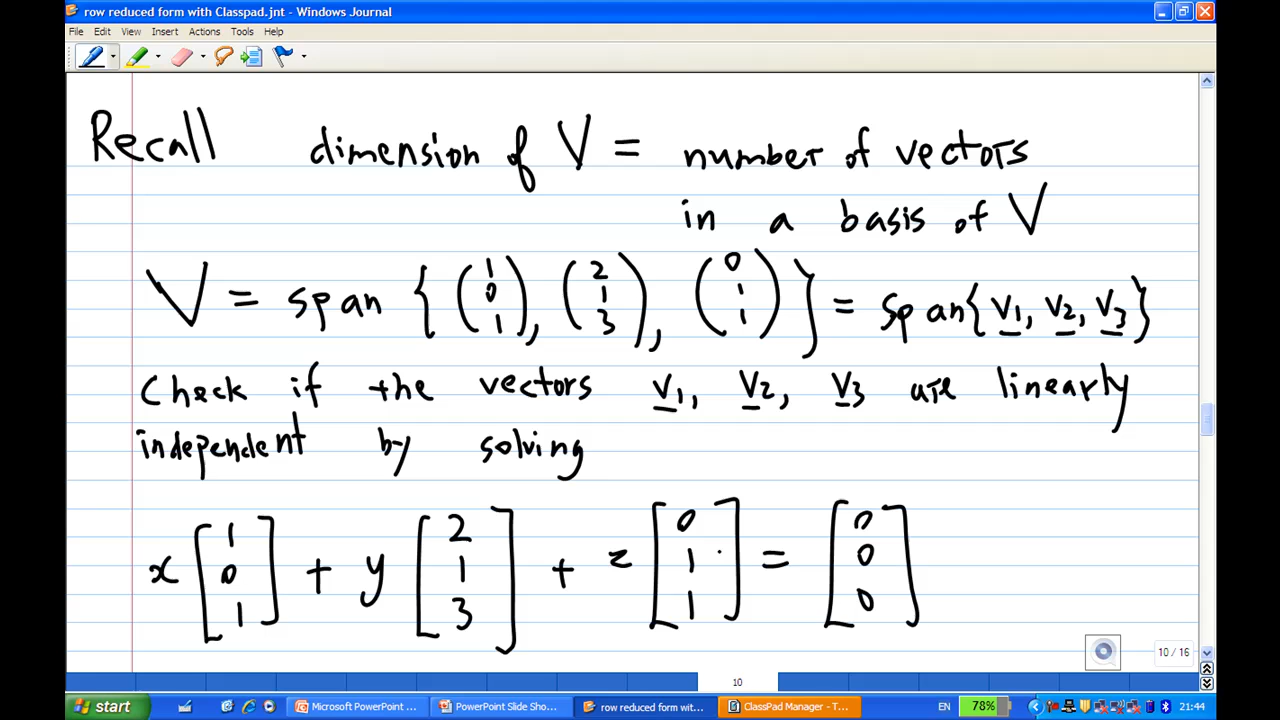 row reduced form with Classpad.jnt - Windows Journal
File Edit View Insert Actions Tools Help
Recall dimension of V = number of vectors
in a basis of V
V = span { (1 0 1), (2 1 3), (0 1 1) } = span{ v1, v2, v3 }
Check if the vectors v1, v2, v3 are linearly
independent by solving
x [1 0 1] + y [2 1 3] + z [0 1 1] = [0 0 0]
10 / 16
10
start Microsoft PowerPoint ... PowerPoint Slide Sho... row reduced form wit... ClassPad Manager - T... EN 78% 21:44